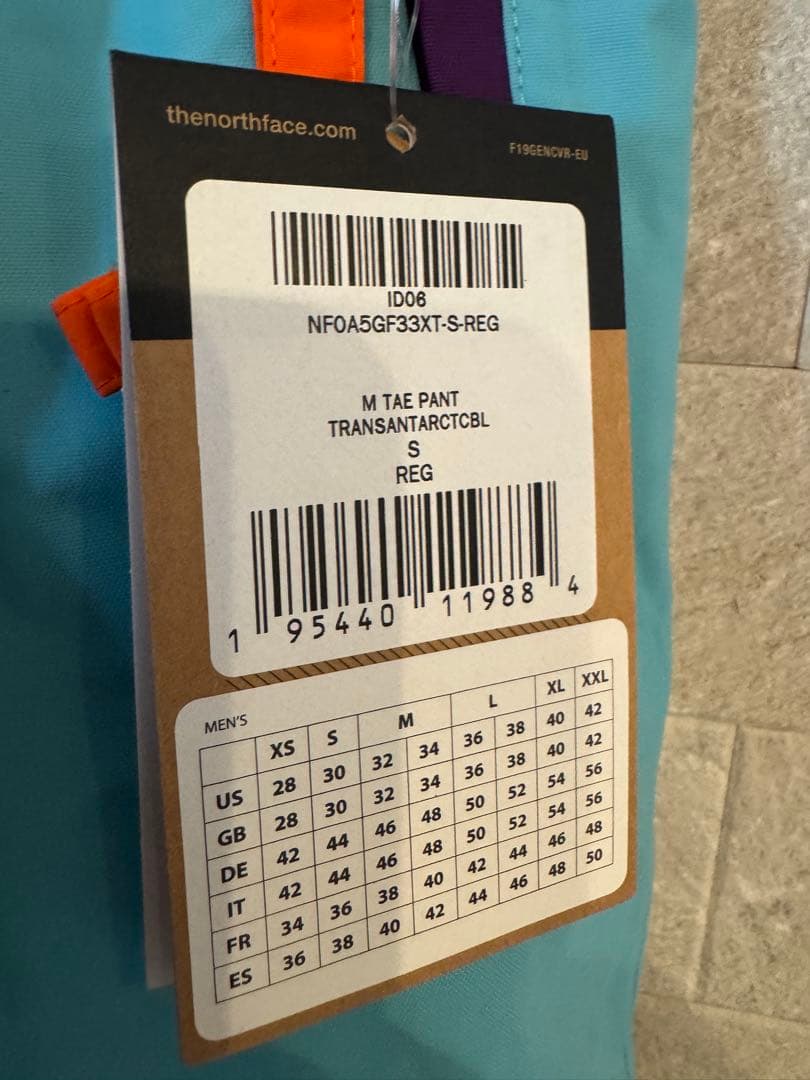 thenorthface.com
F19GENCVR-EU
ID06
NF0A5GF33XT-S-REG
M TAE PANT
TRANSANTARCTCBL
S
REG
1 95440 11988 4
MEN'S
XS S M L XL XXL
US 28 30 32 34 36 38 40 42
GB 28 30 32 34 36 38 40 42
DE 42 44 46 48 50 52 54 56
IT 42 44 46 48 50 52 54 56
FR 34 36 38 40 42 44 46 48
ES 36 38 40 42 44 46 48 50